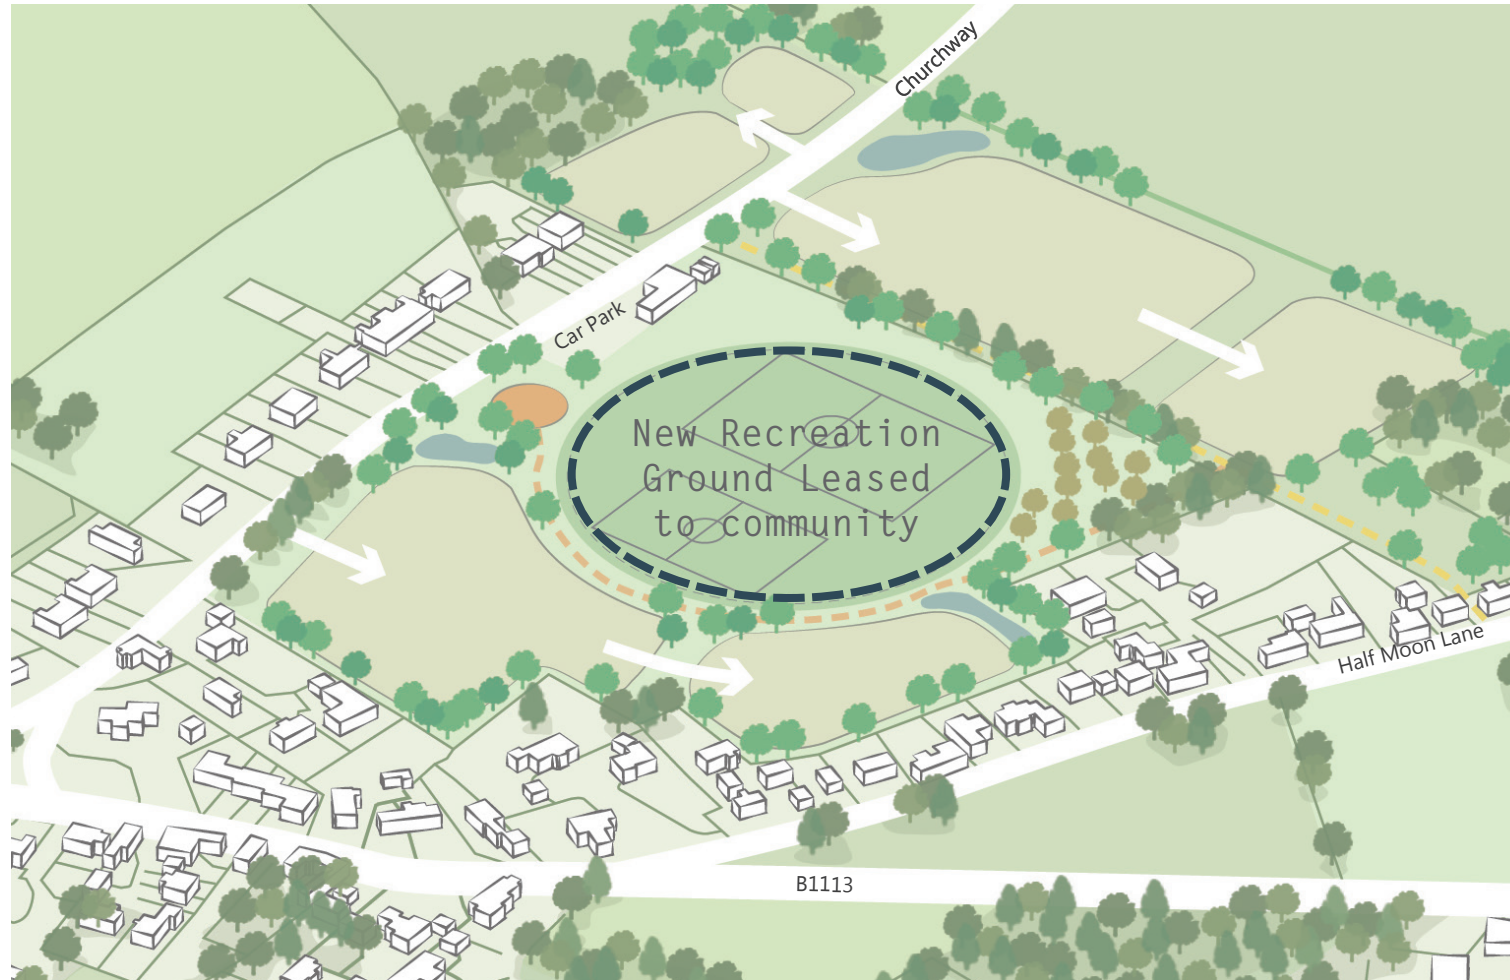 Churchway
Car Park
New Recreation
Ground Leased
to community
Half Moon Lane
B1113